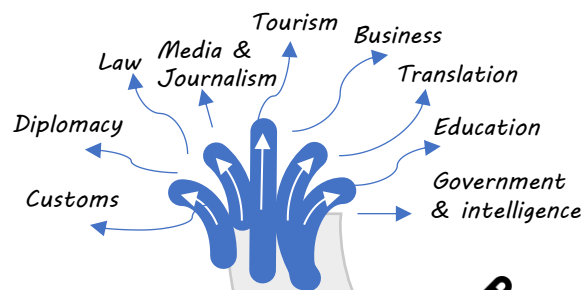 Tourism
Business
Law
Media &
Journalism
Translation
Diplomacy
Education
Customs
Government
& intelligence